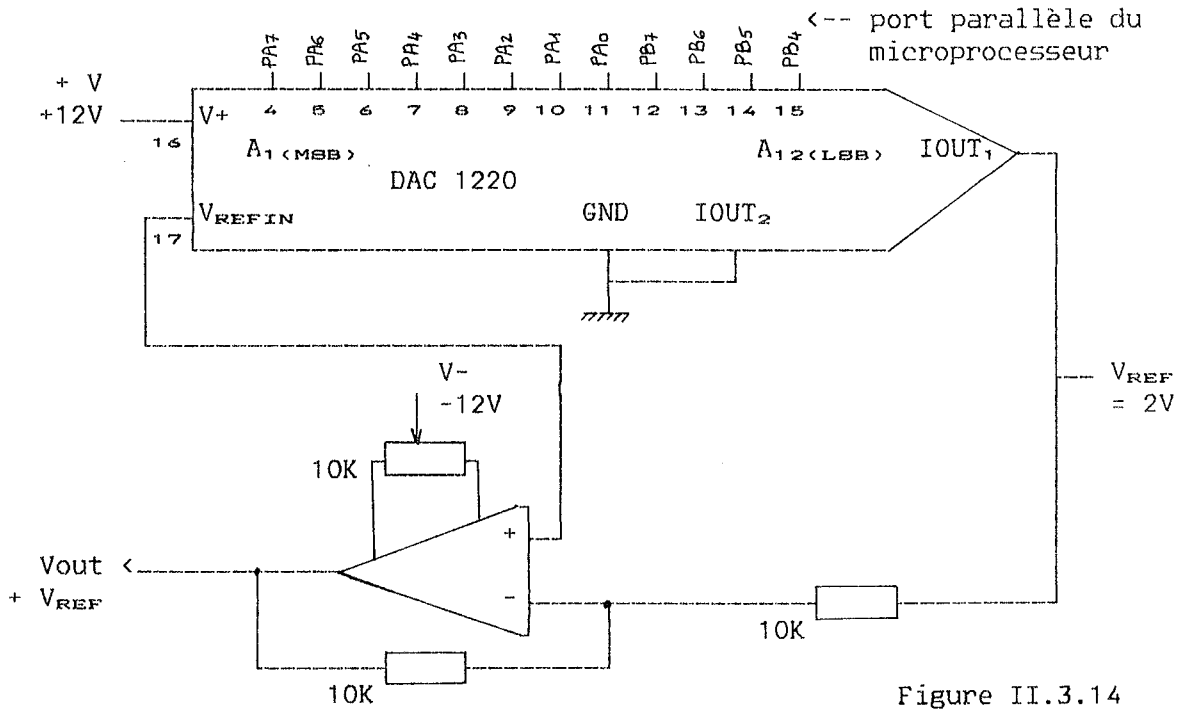 <-- port parallèle du
microprocesseur
PA7 PA6 PA5 PA4 PA3 PA2 PA1 PA0 PB7 PB6 PB5 PB4
+ V
+12V
V+
4 5 6 7 8 9 10 11 12 13 14 15
16
A1(MSB) A12(LSB) IOUT1
DAC 1220
VREFIN GND IOUT2
17
V-
-12V
VREF
= 2V
10K
+
Vout <
+ VREF
-
10K
10K
Figure II.3.14